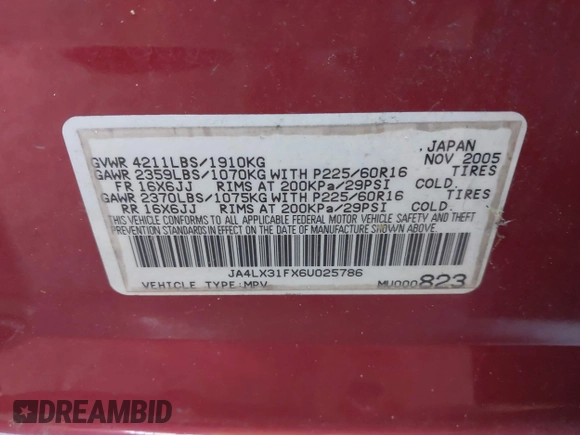 . JAPAN
GVWR 4211LBS/1910KG NOV 2005
GAWR 2359LBS/1070KG WITH P225/60R16 TIRES
FR 16X6JJ RIMS AT 200KPa/29PSI COLD.
GAWR 2370LBS/1075KG WITH P225/60R16 TIRES
RR 16X6JJ RIMS AT 200KPa/29PSI COLD.
THIS VEHICLE CONFORMS TO ALL APPLICABLE FEDERAL MOTOR VEHICLE SAFETY AND THEFT
PREVENTION STANDARDS IN EFFECT ON THE DATE OF MANUFACTURE SHOWN ABOVE.
JA4LX31FX6U025786
VEHICLE TYPE:MPV MU000823
DREAMBID